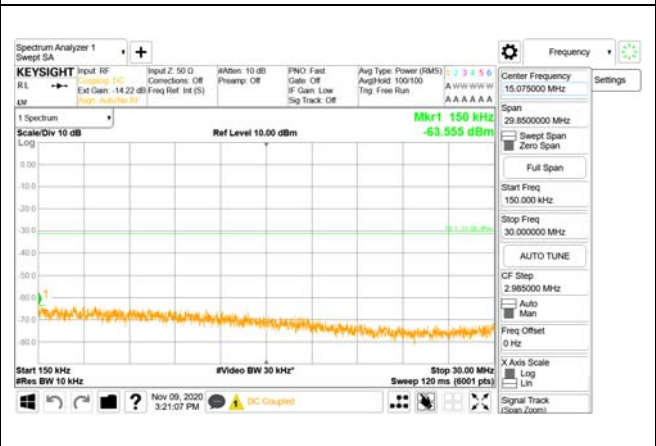 Spectrum Analyzer 1
Swept SA
+
Frequency
KEYSIGHT
RL
Input: RF
Coupling: DC
Ext Gain: -14.22 dB
Align: Auto/No RF
Input Z: 50 Ω
Corrections: Off
Freq Ref: Int (S)
#Atten: 10 dB
Preamp: Off
PNO: Fast
Gate: Off
IF Gain: Low
Sig Track: Off
Avg Type: Power (RMS)
Avg|Hold: 100/100
Trig: Free Run
1 2 3 4 5 6
A W W W W W
A A A A A A
Center Frequency
15.075000 MHz
Settings
Span
29.8500000 MHz
Swept Span
Zero Span
Full Span
Start Freq
150.000 kHz
Stop Freq
30.000000 MHz
AUTO TUNE
CF Step
2.985000 MHz
Auto
Man
Freq Offset
0 Hz
X Axis Scale
Log
Lin
Signal Track
(Span Zoom)
1 Spectrum
Scale/Div 10 dB
Ref Level 10.00 dBm
Mkr1 150 kHz
-63.555 dBm
Log
0.00
-10.0
-20.0
-30.0
-40.0
-50.0
-60.0
-70.0
-80.0
1
Start 150 kHz
#Res BW 10 kHz
#Video BW 30 kHz*
Stop 30.00 MHz
Sweep 120 ms (6001 pts)
?
Nov 09, 2020
3:21:07 PM
1
DC Coupled